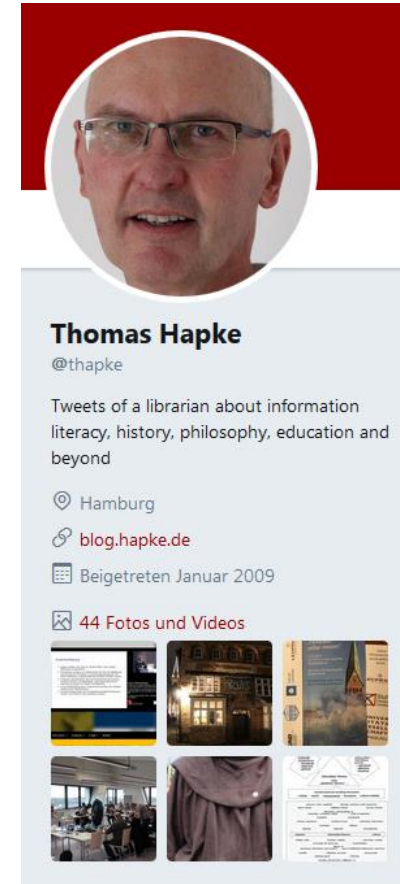 Thomas Hapke
@thapke
Tweets of a librarian about information
literacy, history, philosophy, education and
beyond
Hamburg
blog.hapke.de
Beigetreten Januar 2009
44 Fotos und Videos